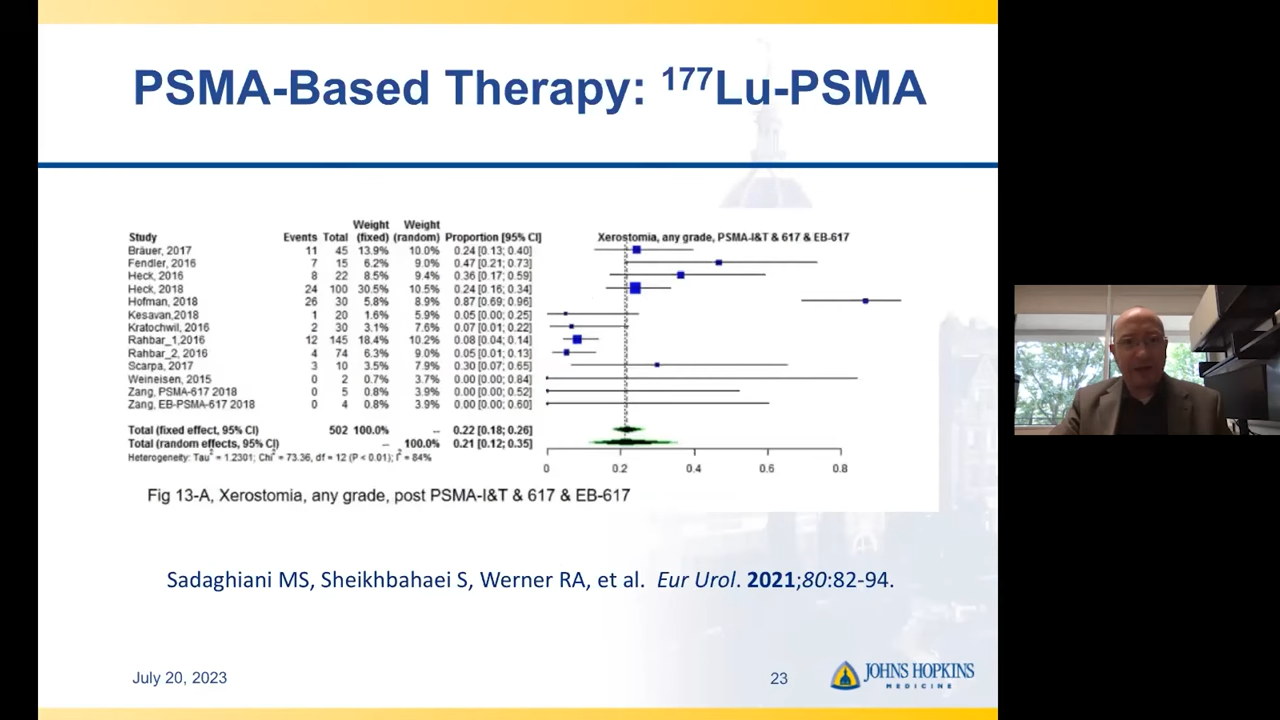 PSMA-Based Therapy: ¹⁷⁷Lu-PSMA
Weight Weight
Study Events Total (fixed) (random) Proportion [95% CI] Xerostomia, any grade, PSMA-I&T & 617 & EB-617
Bräuer, 2017 11 45 13.9% 10.0% 0.24 [0.13; 0.40]
Fendler, 2016 7 15 6.2% 9.0% 0.47 [0.21; 0.73]
Heck, 2016 8 22 8.5% 9.4% 0.36 [0.17; 0.59]
Heck, 2018 24 100 30.5% 10.5% 0.24 [0.16; 0.34]
Hofman, 2018 26 30 5.8% 8.9% 0.87 [0.69; 0.96]
Kesavan,2018 1 20 1.6% 5.9% 0.05 [0.00; 0.25]
Kratochwil, 2016 2 30 3.1% 7.6% 0.07 [0.01; 0.22]
Rahbar_1,2016 12 145 18.4% 10.2% 0.08 [0.04; 0.14]
Rahbar_2, 2016 4 74 6.3% 9.0% 0.05 [0.01; 0.13]
Scarpa, 2017 3 10 3.5% 7.9% 0.30 [0.07; 0.65]
Weineisen, 2015 0 2 0.7% 3.7% 0.00 [0.00; 0.84]
Zang, PSMA-617 2018 0 5 0.8% 3.9% 0.00 [0.00; 0.52]
Zang, EB-PSMA-617 2018 0 4 0.8% 3.9% 0.00 [0.00; 0.60]
Total (fixed effect, 95% CI) 502 100.0% -- 0.22 [0.18; 0.26]
Total (random effects, 95% CI) -- 100.0% 0.21 [0.12; 0.35]
Heterogeneity: Tau² = 1.2301; Chi² = 73.36, df = 12 (P < 0.01); I² = 84%
0 0.2 0.4 0.6 0.8
Fig 13-A, Xerostomia, any grade, post PSMA-I&T & 617 & EB-617
Sadaghiani MS, Sheikhbahaei S, Werner RA, et al. Eur Urol. 2021;80:82-94.
July 20, 2023
23
JOHNS HOPKINS
MEDICINE